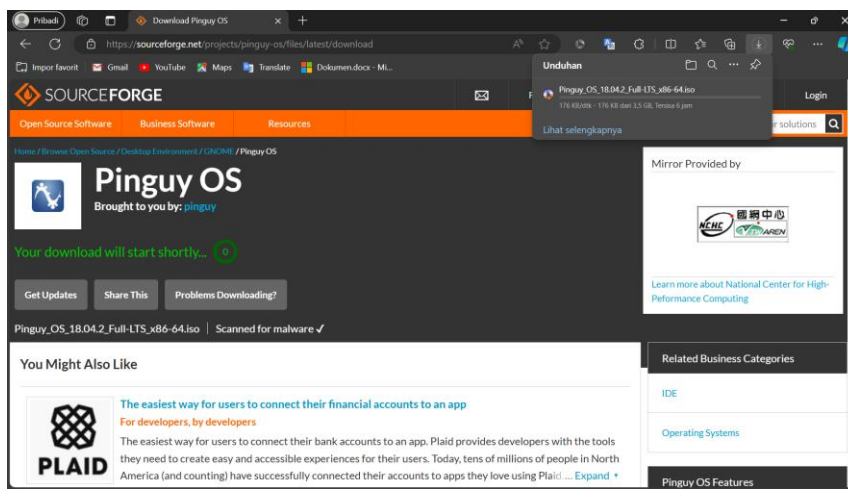 Pribadi
Download Pinguy OS
https://sourceforge.net/projects/pinguy-os/files/latest/download
Impor favorit
Gmail
YouTube
Maps
Translate
Dokumen.docx - Mi...
Unduhan
Pinguy_OS_18.04.2_Full-LTS_x86-64.iso
176 KB/dtk - 176 KB dari 3,5 GB, Tersisa 6 jam
Lihat selengkapnya
SOURCEFORGE
Login
Open Source Software
Business Software
Resources
solutions
Home / Browse Open Source / Desktop Environment / GNOME / Pinguy OS
Pinguy OS
Brought to you by: pinguy
Your download will start shortly... 0
Get Updates
Share This
Problems Downloading?
Pinguy_OS_18.04.2_Full-LTS_x86-64.iso | Scanned for malware ✓
Mirror Provided by
NCHC
國網中心
Learn more about National Center for High-
Peformance Computing
You Might Also Like
PLAID
The easiest way for users to connect their financial accounts to an app
For developers, by developers
The easiest way for users to connect their bank accounts to an app. Plaid provides developers with the tools
they need to create easy and accessible experiences for their users. Today, tens of millions of people in North
America (and counting) have successfully connected their accounts to apps they love using Plaid. ... Expand
Related Business Categories
IDE
Operating Systems
Pinguy OS Features